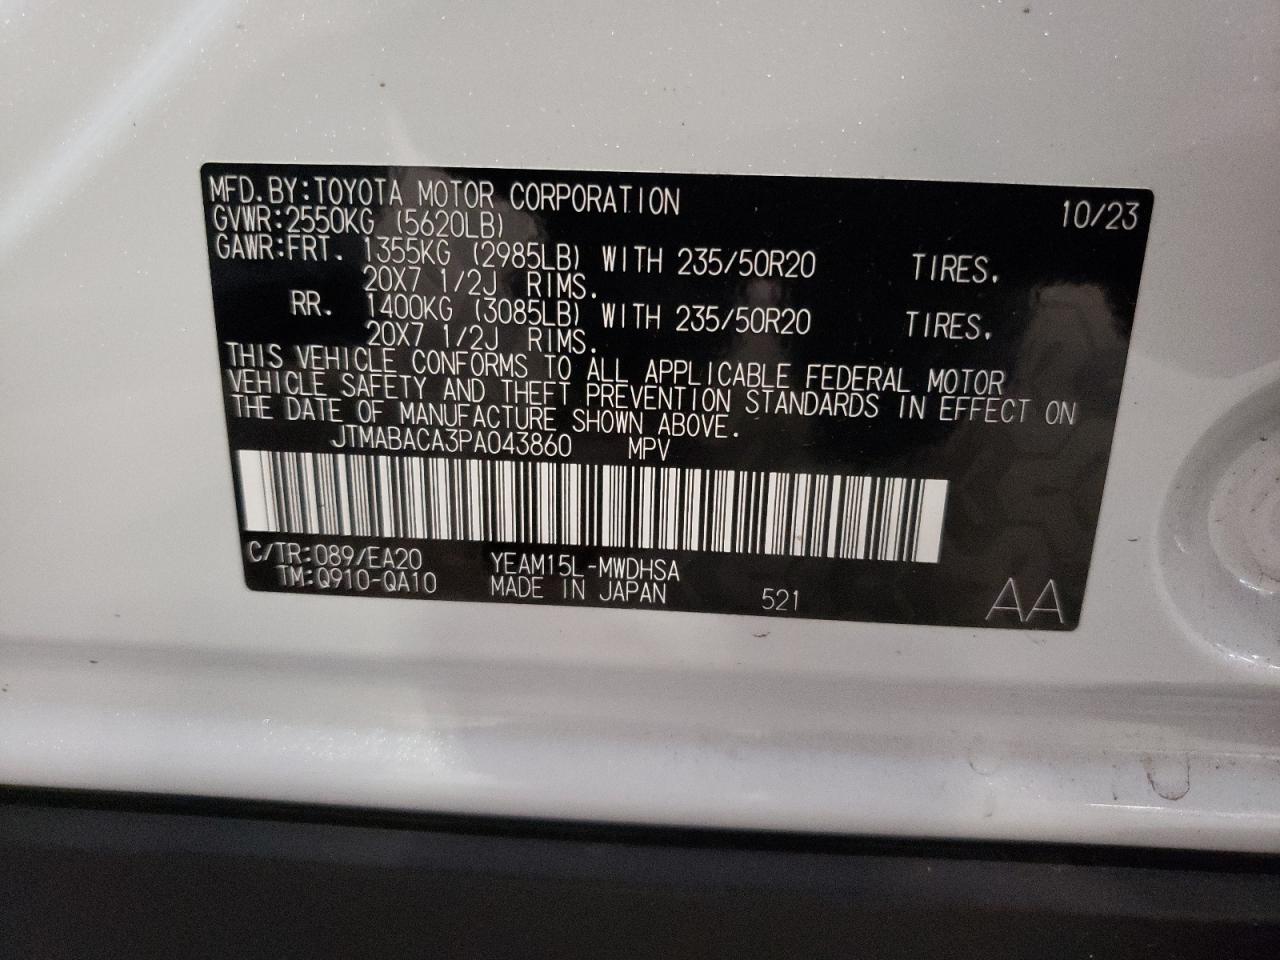 MFD.BY:TOYOTA MOTOR CORPORATION 10/23
GVWR:2550KG (5620LB)
GAWR:FRT. 1355KG (2985LB) WITH 235/50R20 TIRES.
20X7 1/2J RIMS.
RR. 1400KG (3085LB) WITH 235/50R20 TIRES.
20X7 1/2J RIMS.
THIS VEHICLE CONFORMS TO ALL APPLICABLE FEDERAL MOTOR
VEHICLE SAFETY AND THEFT PREVENTION STANDARDS IN EFFECT ON
THE DATE OF MANUFACTURE SHOWN ABOVE.
JTMABACA3PA043860 MPV
C/TR:089/EA20 YEAM15L-MWDHSA
TM:Q910-QA10 MADE IN JAPAN 521 AA